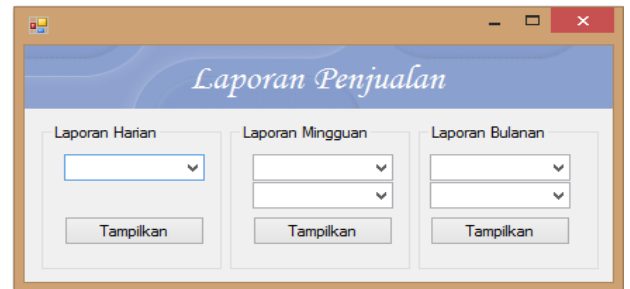 Laporan Penjualan
Laporan Harian
Laporan Mingguan
Laporan Bulanan
Tampilkan
Tampilkan
Tampilkan